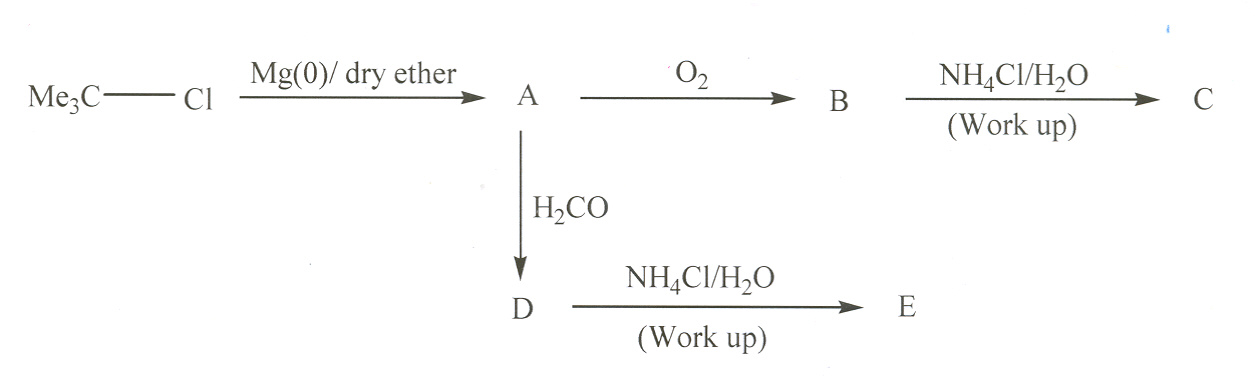 Me₃C—Cl Mg(0)/ dry ether A O₂ B NH₄Cl/H₂O (Work up) C
H₂CO
D NH₄Cl/H₂O (Work up) E